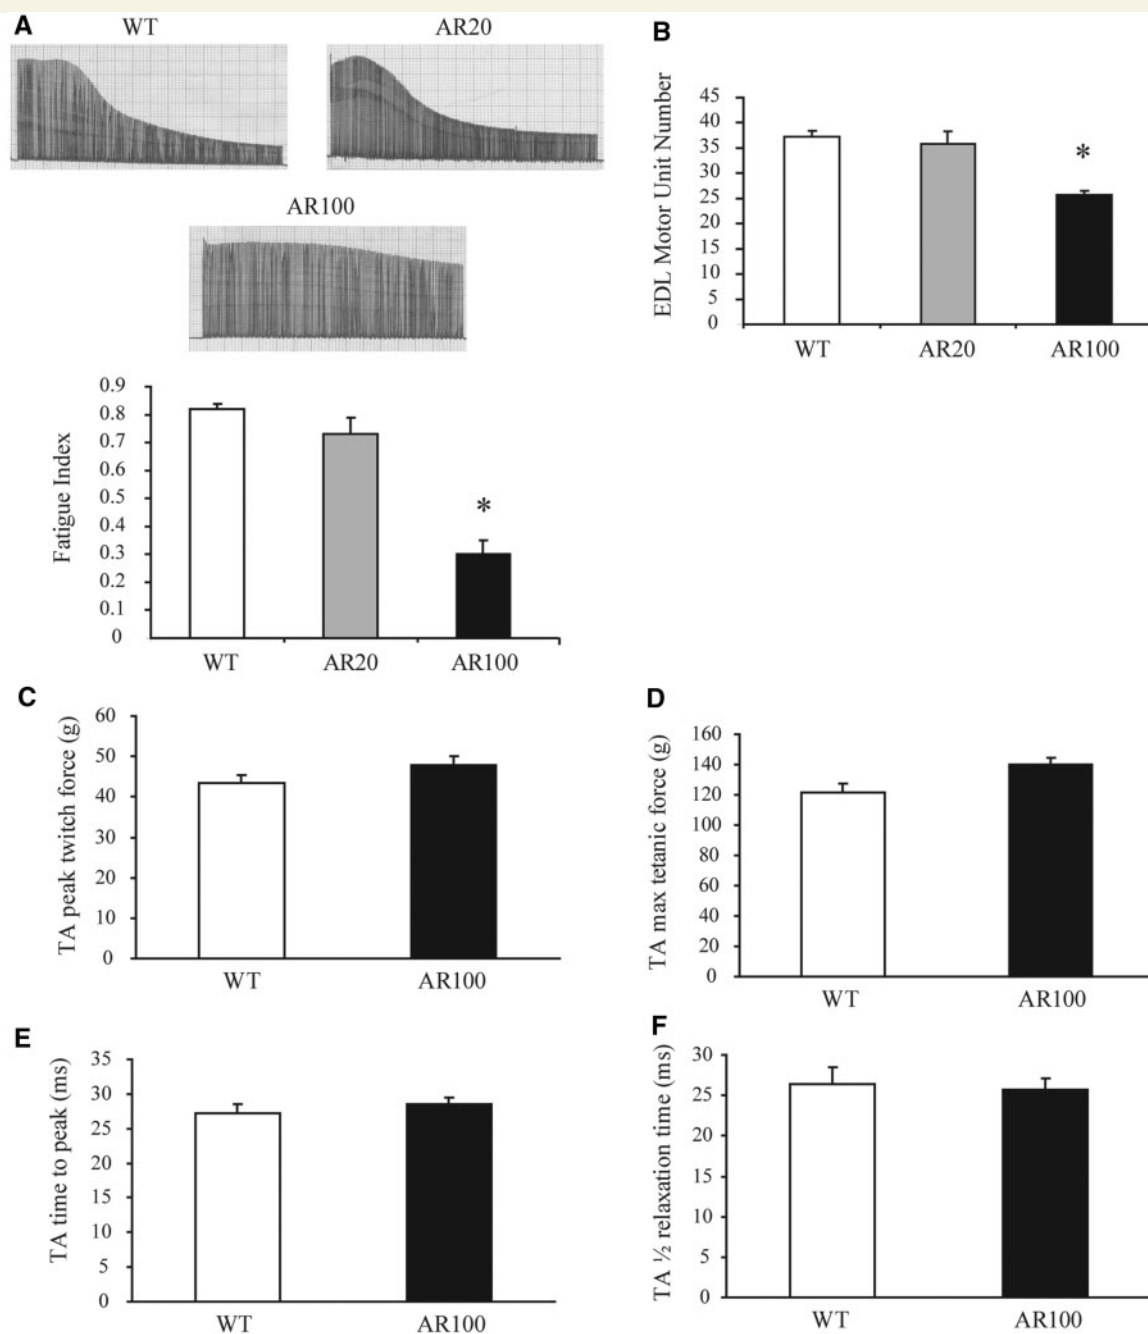 A
WT
AR20
AR100
Fatigue Index
0.9
0.8
0.7
0.6
0.5
0.4
0.3
0.2
0.1
0
*
WT AR20 AR100
B
EDL Motor Unit Number
45
40
35
30
25
20
15
10
5
0
*
WT AR20 AR100
C
TA peak twitch force (g)
60
50
40
30
20
10
0
WT AR100
D
TA max tetanic force (g)
160
140
120
100
80
60
40
20
0
WT AR100
E
TA time to peak (ms)
35
30
25
20
15
10
5
0
WT AR100
F
TA ½ relaxation time (ms)
30
25
20
15
10
5
0
WT AR100